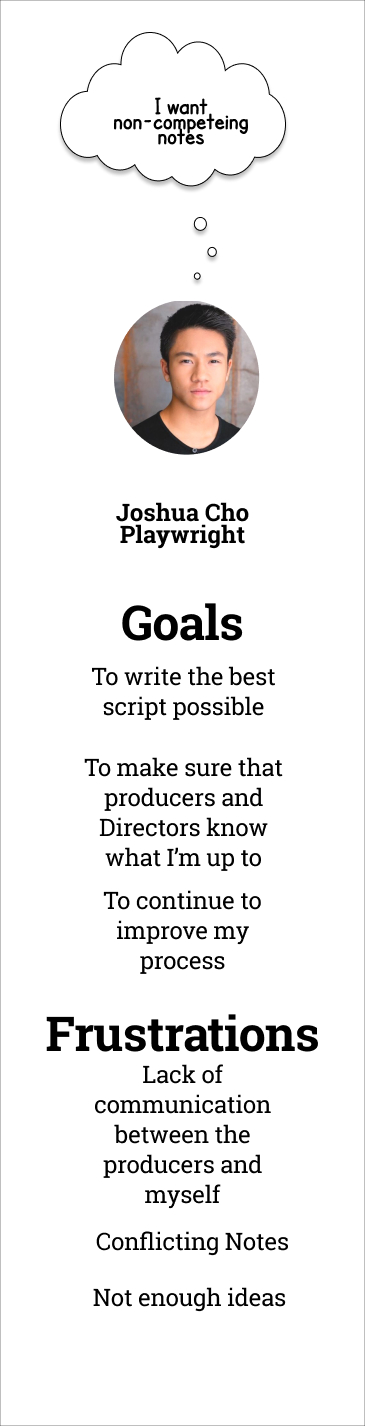 I want
non-competeing
notes
Joshua Cho
Playwright
Goals
To write the best
script possible
To make sure that
producers and
Directors know
what I’m up to
To continue to
improve my
process
Frustrations
Lack of
communication
between the
producers and
myself
Conflicting Notes
Not enough ideas